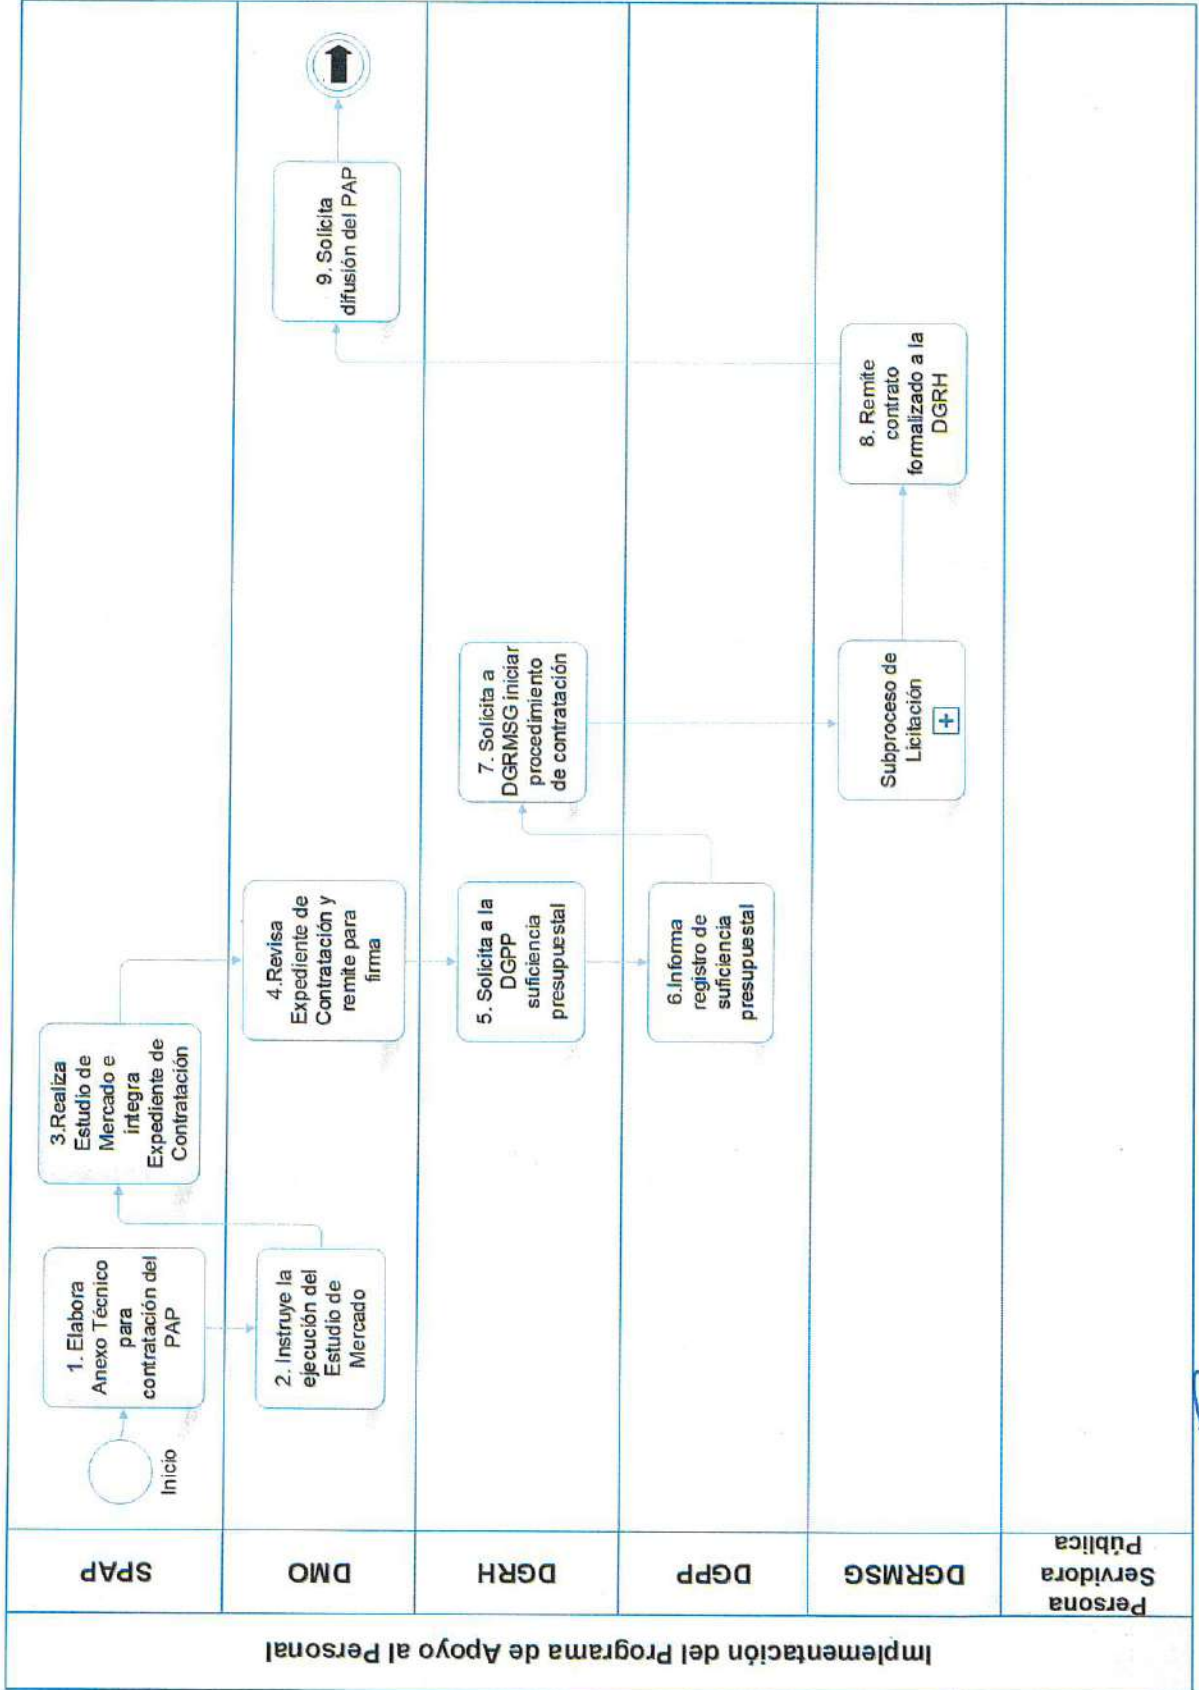 Implementación del Programa de Apoyo al Personal
SPAP
Inicio
1. Elabora
Anexo Técnico
para
contratación del
PAP
3.Realiza
Estudio de
Mercado e
integra
Expediente de
Contratación
DMO
2. Instruye la
ejecución del
Estudio de
Mercado
4.Revisa
Expediente de
Contratación y
remite para
firma
9. Solicita
difusión del PAP
DGRH
5. Solicita a la
DGPP
suficiencia
presupuestal
7. Solicita a
DGRMSG iniciar
procedimiento
de contratación
DGPP
6.Informa
registro de
suficiencia
presupuestal
DGRMSG
Subproceso de
Licitación
+
8. Remite
contrato
formalizado a la
DGRH
Persona
Servidora
Pública